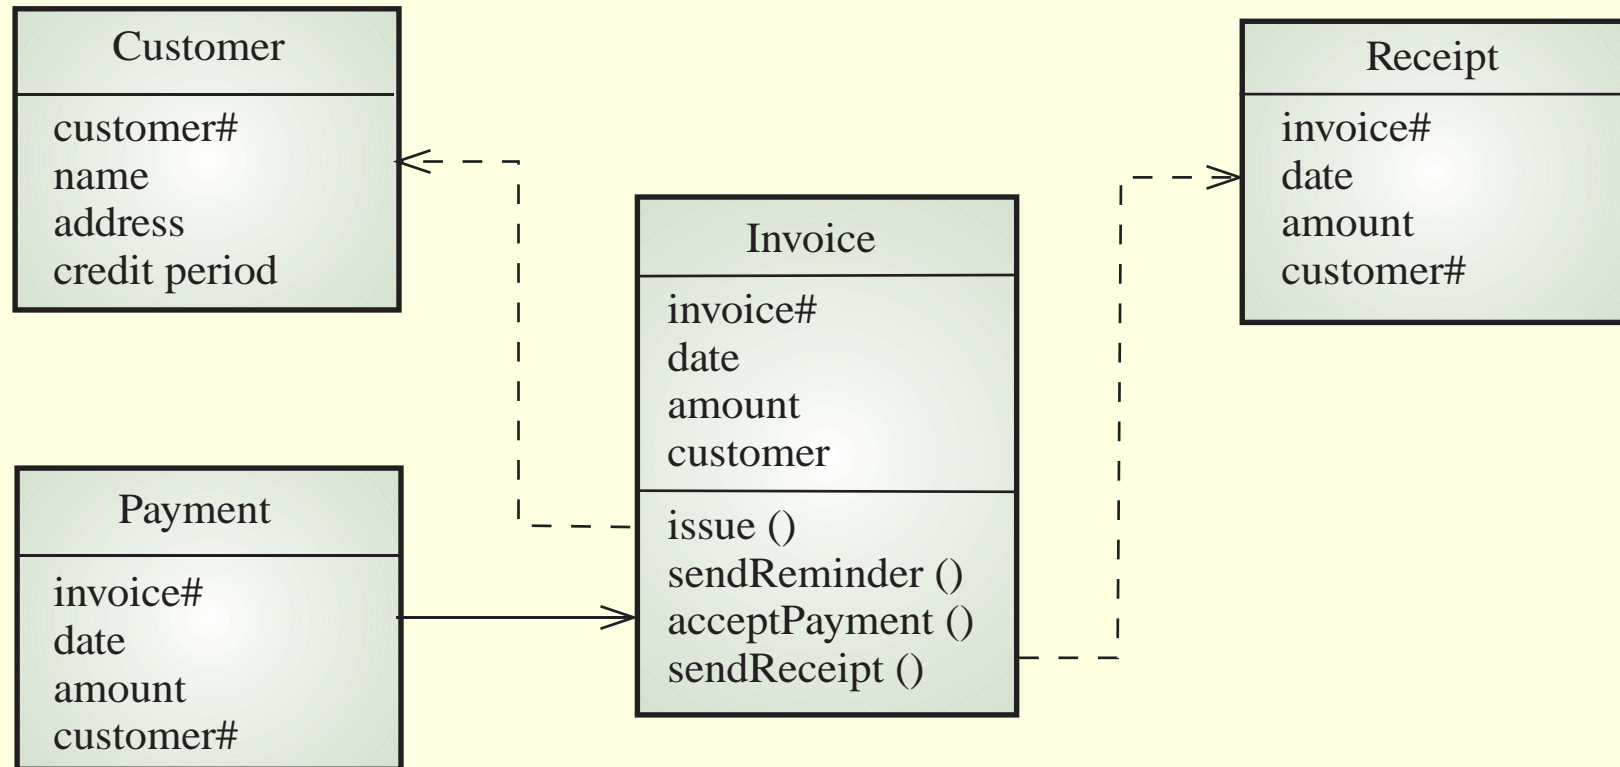 Customer
customer#
name
address
credit period
Receipt
invoice#
date
amount
customer#
Invoice
invoice#
date
amount
customer
issue ()
sendReminder ()
acceptPayment ()
sendReceipt ()
Payment
invoice#
date
amount
customer#